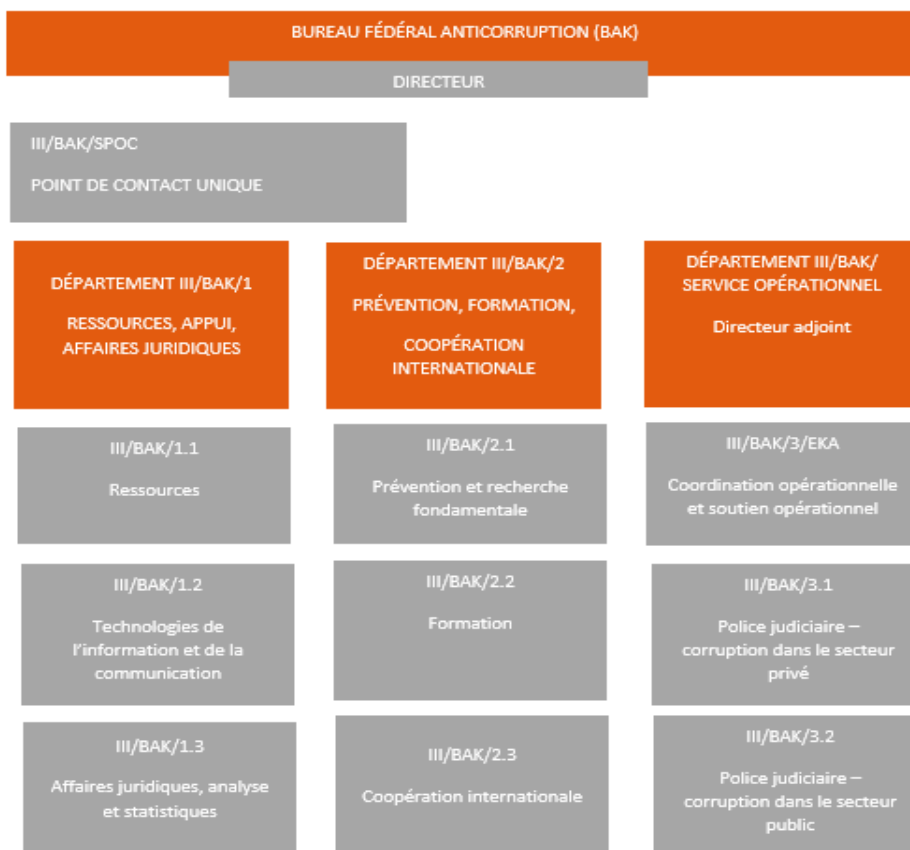 BUREAU FÉDÉRAL ANTICORRUPTION (BAK)
DIRECTEUR
III/BAK/SPOC
POINT DE CONTACT UNIQUE
DÉPARTEMENT III/BAK/1
RESSOURCES, APPUI,
AFFAIRES JURIDIQUES
DÉPARTEMENT III/BAK/2
PRÉVENTION, FORMATION,
COOPÉRATION
INTERNATIONALE
DÉPARTEMENT III/BAK/
SERVICE OPÉRATIONNEL
Directeur adjoint
III/BAK/1.1
Ressources
III/BAK/2.1
Prévention et recherche
fondamentale
III/BAK/3/EKA
Coordination opérationnelle
et soutien opérationnel
III/BAK/1.2
Technologies de
l'information et de la
communication
III/BAK/2.2
Formation
III/BAK/3.1
Police judiciaire –
corruption dans le secteur
privé
III/BAK/1.3
Affaires juridiques, analyse
et statistiques
III/BAK/2.3
Coopération internationale
III/BAK/3.2
Police judiciaire –
corruption dans le secteur
public